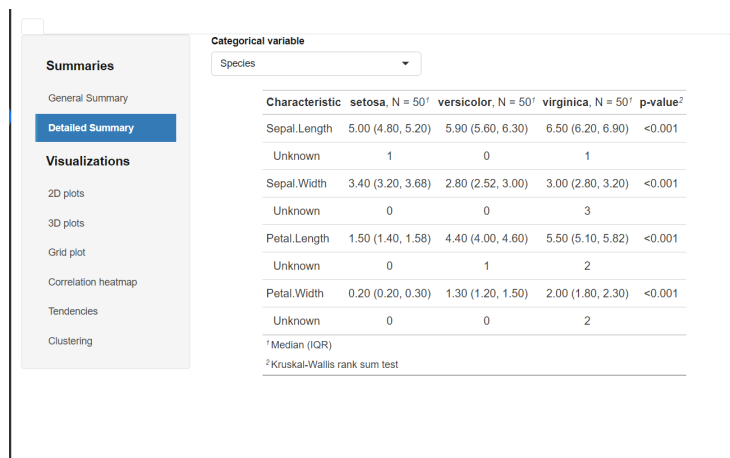 Summaries
General Summary
Detailed Summary
Visualizations
2D plots
3D plots
Grid plot
Correlation heatmap
Tendencies
Clustering
Categorical variable
Species
Characteristic setosa, N = 50¹ versicolor, N = 50¹ virginica, N = 50¹ p-value²
Sepal.Length 5.00 (4.80, 5.20) 5.90 (5.60, 6.30) 6.50 (6.20, 6.90) <0.001
Unknown 1 0 1
Sepal.Width 3.40 (3.20, 3.68) 2.80 (2.52, 3.00) 3.00 (2.80, 3.20) <0.001
Unknown 0 0 3
Petal.Length 1.50 (1.40, 1.58) 4.40 (4.00, 4.60) 5.50 (5.10, 5.82) <0.001
Unknown 0 1 2
Petal.Width 0.20 (0.20, 0.30) 1.30 (1.20, 1.50) 2.00 (1.80, 2.30) <0.001
Unknown 0 0 2
¹ Median (IQR)
² Kruskal-Wallis rank sum test